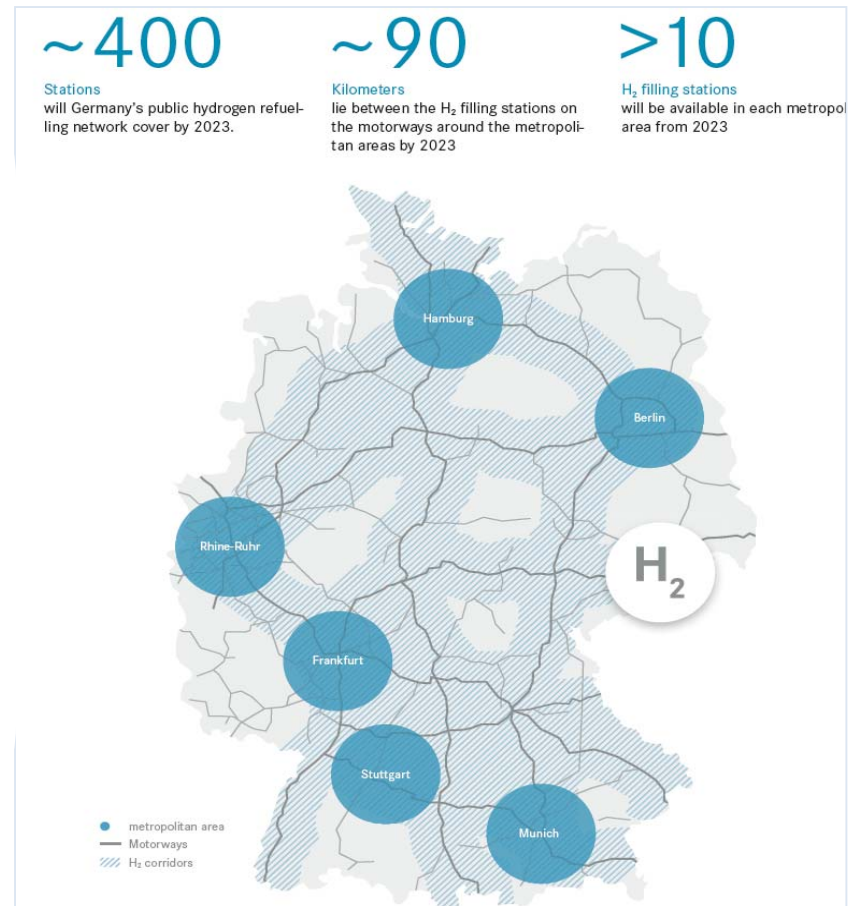 ~400
Stations
will Germany's public hydrogen refuel-
ling network cover by 2023.
~90
Kilometers
lie between the H₂ filling stations on
the motorways around the metropoli-
tan areas by 2023
>10
H₂ filling stations
will be available in each metropol
area from 2023
Hamburg
Berlin
Rhine-Ruhr
H₂
Frankfurt
Stuttgart
Munich
metropolitan area
Motorways
H₂ corridors